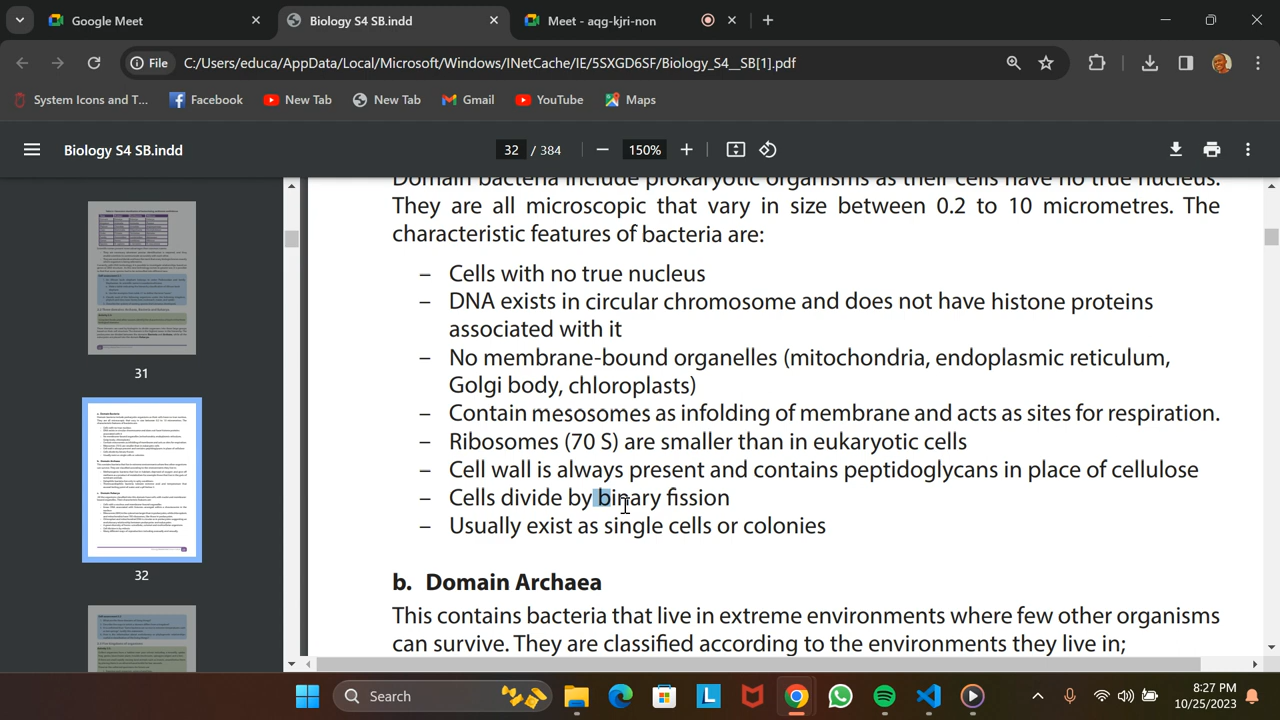 Google Meet
Biology S4 SB.indd
Meet - aqg-kjri-non
File
C:/Users/educa/AppData/Local/Microsoft/Windows/INetCache/IE/5SXGD6SF/Biology_S4__SB[1].pdf
System Icons and T...
Facebook
New Tab
New Tab
Gmail
YouTube
Maps
Biology S4 SB.indd
32 / 384
150%
Domain bacteria include prokaryotic organisms as their cells have no true nucleus.
They are all microscopic that vary in size between 0.2 to 10 micrometres. The
characteristic features of bacteria are:
– Cells with no true nucleus
– DNA exists in circular chromosome and does not have histone proteins
associated with it
– No membrane-bound organelles (mitochondria, endoplasmic reticulum,
Golgi body, chloroplasts)
– Contain mesosomes as infolding of membrane and acts as sites for respiration.
– Ribosomes (70 S) are smaller than in eukaryotic cells
– Cell wall is always present and contains peptidoglycans in place of cellulose
– Cells divide by binary fission
– Usually exist as single cells or colonies
b. Domain Archaea
This contains bacteria that live in extreme environments where few other organisms
can survive. They are classified according to the environments they live in;
31
32
Search
8:27 PM
10/25/2023